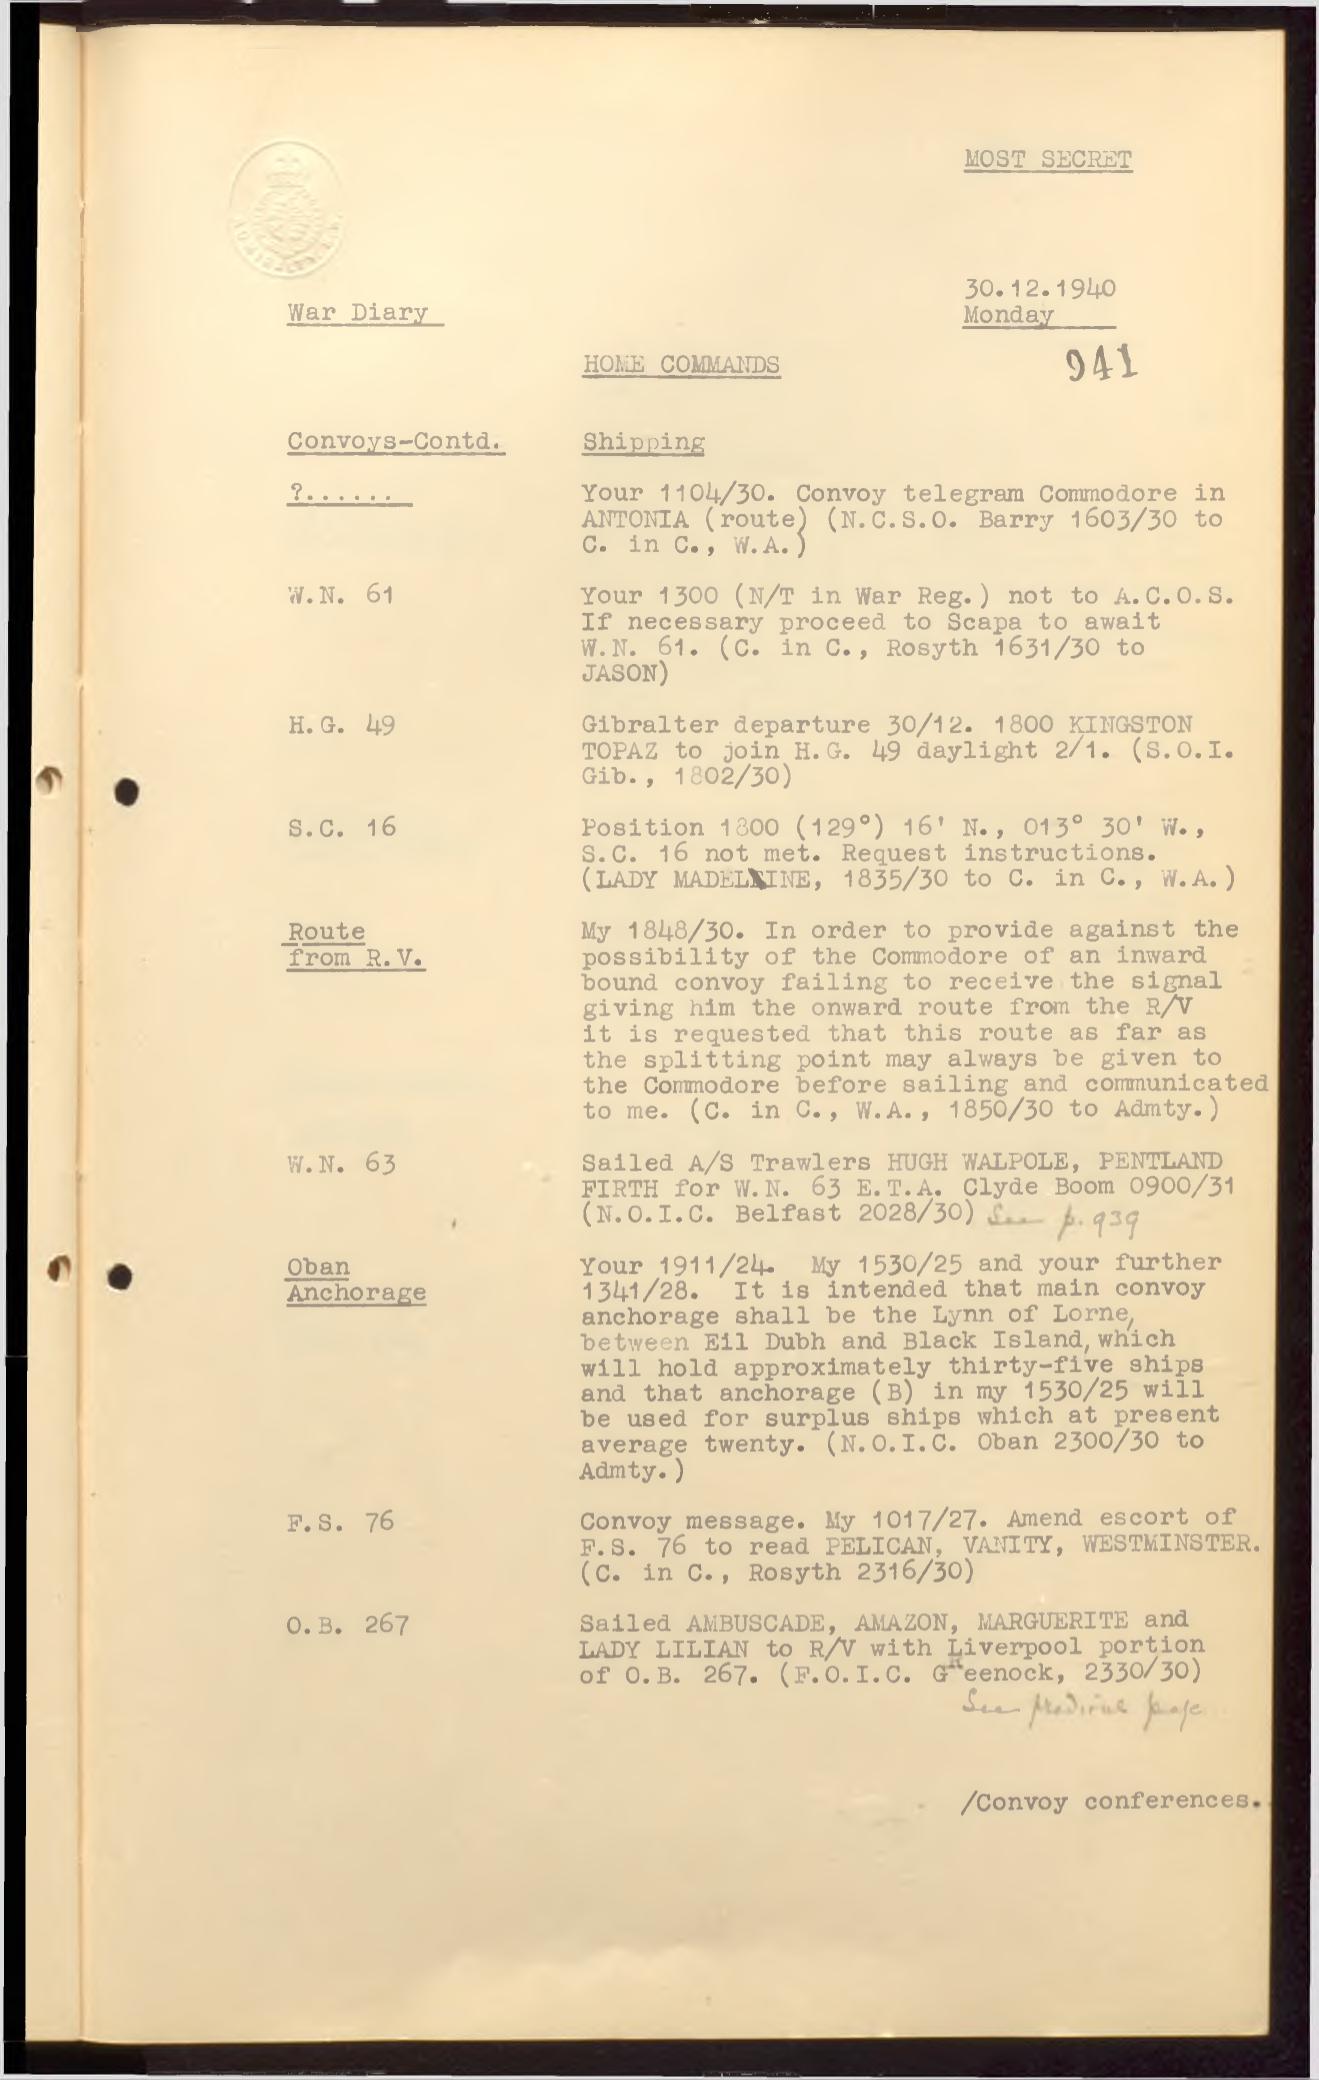 MOST SECRET
30.12.1940
War Diary
Monday
HOME COMMANDS
941
Convoys-Contd.
Shipping
?......
Your 1104/30. Convoy telegram Commodore in
ANTONIA (route) (N.C.S.O. Barry 1603/30 to
C. in C., W.A.)
W.N. 61
Your 1300 (N/T in War Reg.) not to A.C.O.S.
If necessary proceed to Scapa to await
W.N. 61. (C. in C., Rosyth 1631/30 to
JASON)
H.G. 49
Gibralter departure 30/12. 1800 KINGSTON
TOPAZ to join H.G. 49 daylight 2/1. (S.O.I.
Gib., 1802/30)
S.C. 16
Position 1800 (129°) 16' N., 013° 30' W.,
S.C. 16 not met. Request instructions.
(LADY MADELEINE, 1835/30 to C. in C., W.A.)
Route
from R.V.
My 1848/30. In order to provide against the
possibility of the Commodore of an inward
bound convoy failing to receive the signal
giving him the onward route from the R/V
it is requested that this route as far as
the splitting point may always be given to
the Commodore before sailing and communicated
to me. (C. in C., W.A., 1850/30 to Admty.)
W.N. 63
Sailed A/S Trawlers HUGH WALPOLE, PENTLAND
FIRTH for W.N. 63 E.T.A. Clyde Boom 0900/31
(N.O.I.C. Belfast 2028/30) See p. 939
Oban
Anchorage
Your 1911/24. My 1530/25 and your further
1341/28. It is intended that main convoy
anchorage shall be the Lynn of Lorne,
between Eil Dubh and Black Island, which
will hold approximately thirty-five ships
and that anchorage (B) in my 1530/25 will
be used for surplus ships which at present
average twenty. (N.O.I.C. Oban 2300/30 to
Admty.)
F.S. 76
Convoy message. My 1017/27. Amend escort of
F.S. 76 to read PELICAN, VANITY, WESTMINSTER.
(C. in C., Rosyth 2316/30)
O.B. 267
Sailed AMBUSCADE, AMAZON, MARGUERITE and
LADY LILIAN to R/V with Liverpool portion
of O.B. 267. (F.O.I.C. GReenock, 2330/30)
See previous page
/Convoy conferences.